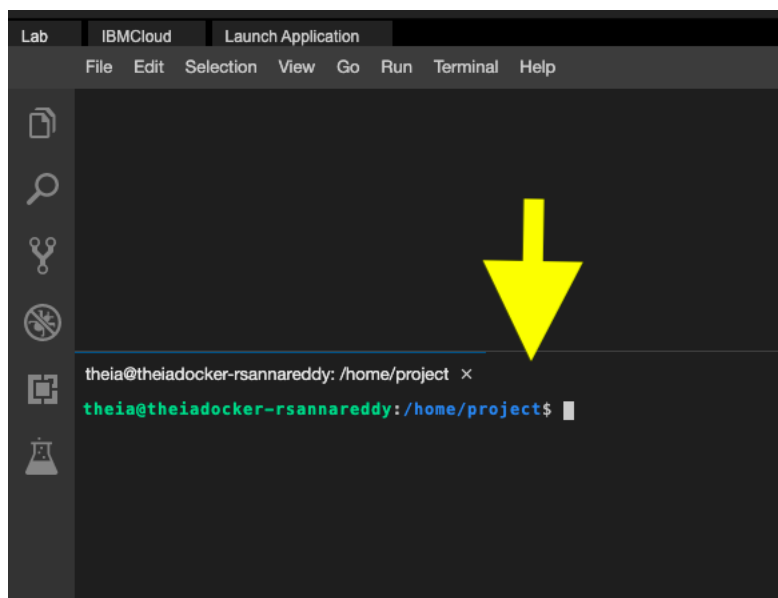 Lab IBMCloud Launch Application
File Edit Selection View Go Run Terminal Help
theia@theiadocker-rsannareddy: /home/project ×
theia@theiadocker-rsannareddy:/home/project$